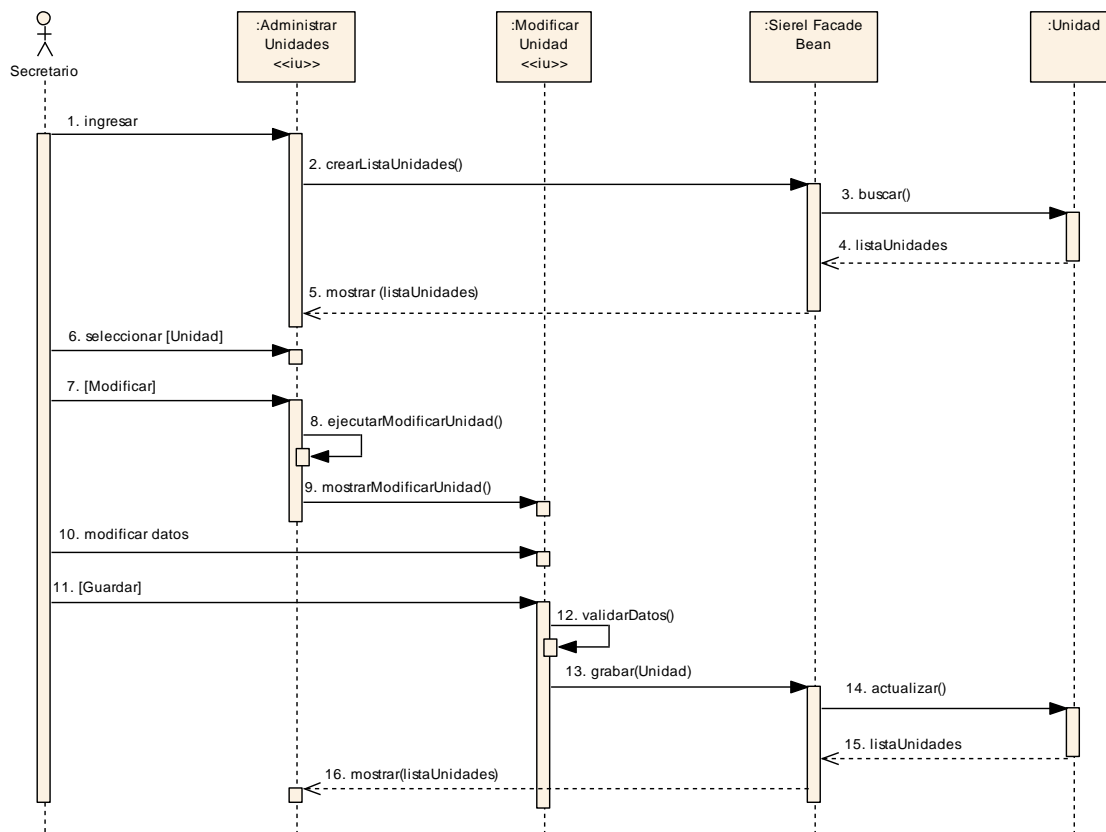 Secretario
:Administrar
Unidades
<<iu>>
:Modificar
Unidad
<<iu>>
:Sierel Facade
Bean
:Unidad
1. ingresar
2. crearListaUnidades()
3. buscar()
4. listaUnidades
5. mostrar (listaUnidades)
6. seleccionar [Unidad]
7. [Modificar]
8. ejecutarModificarUnidad()
9. mostrarModificarUnidad()
10. modificar datos
11. [Guardar]
12. validarDatos()
13. grabar(Unidad)
14. actualizar()
15. listaUnidades
16. mostrar(listaUnidades)